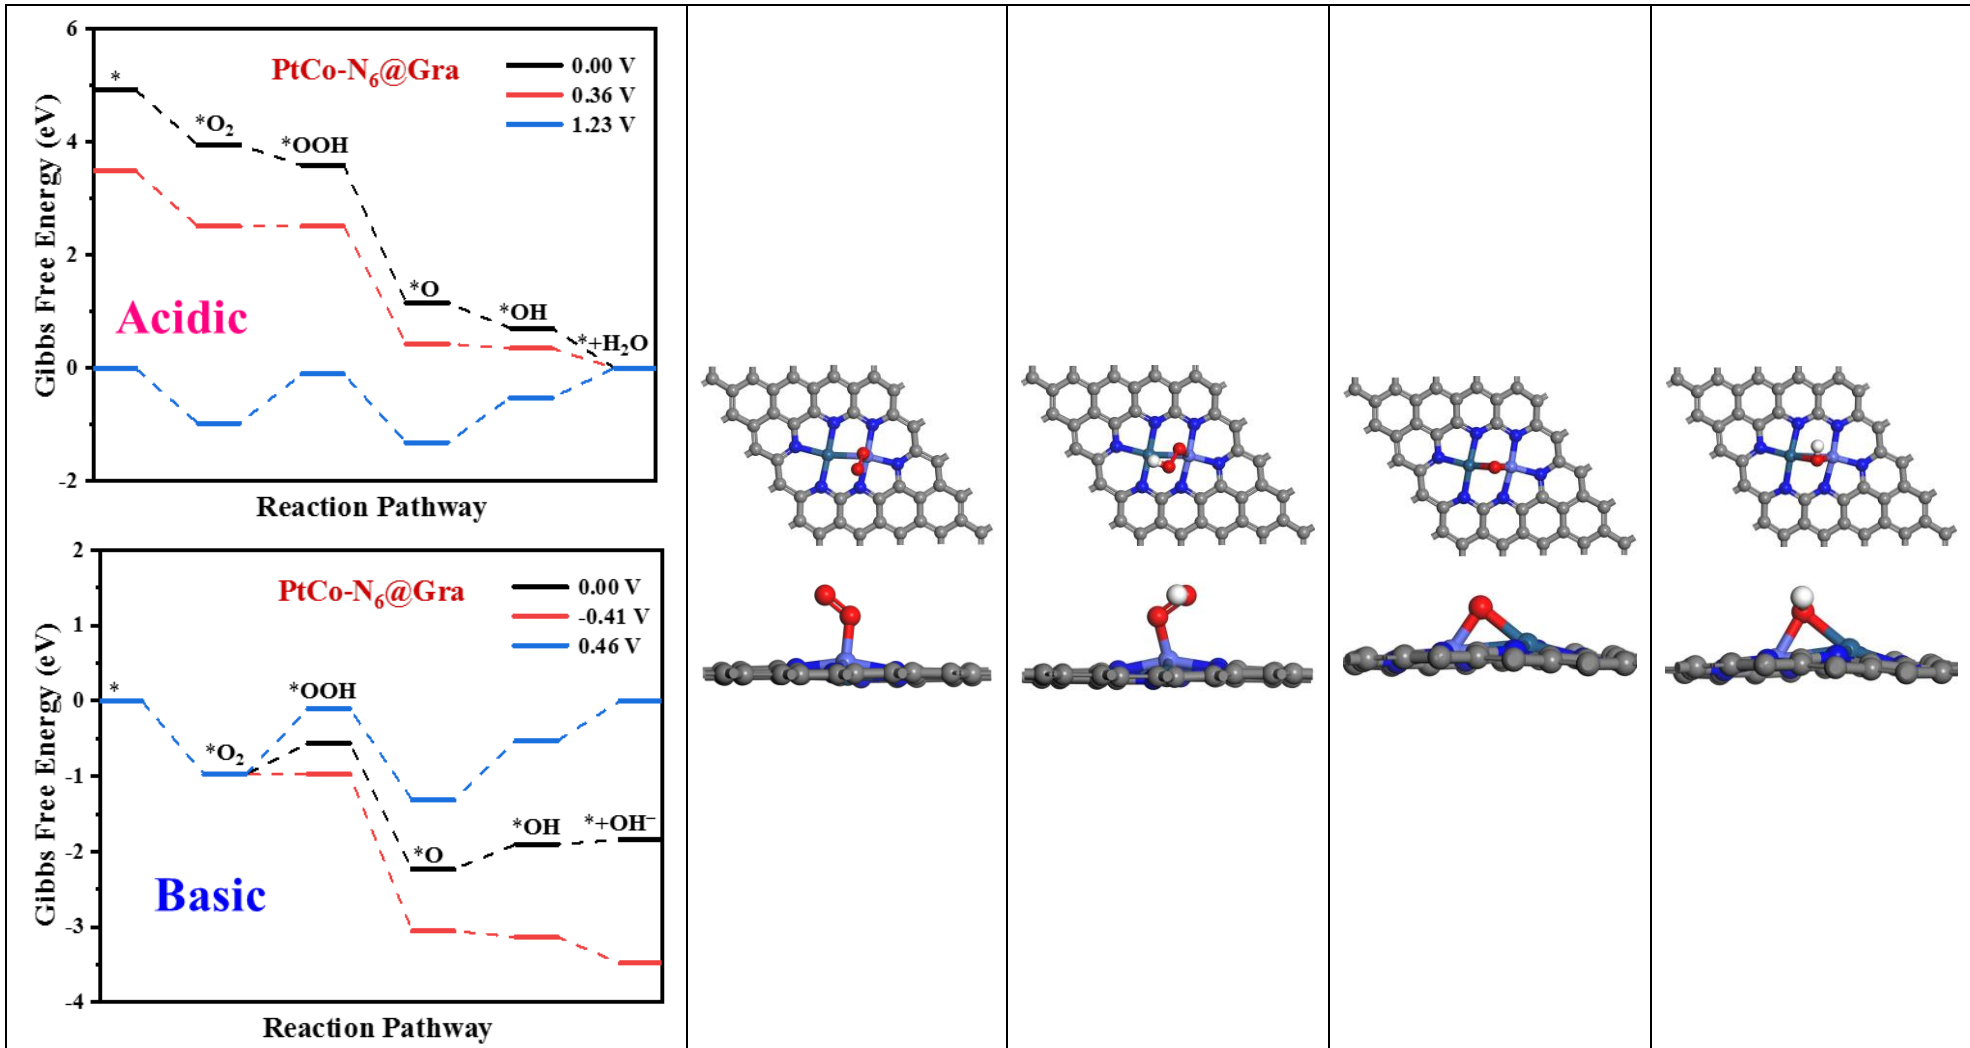 PtCo-N₆@Gra
0.00 V
0.36 V
1.23 V
6
4
2
0
-2
Gibbs Free Energy (eV)
*
*O₂
*OOH
*O
*OH
*+H₂O
Acidic
Reaction Pathway
PtCo-N₆@Gra
0.00 V
-0.41 V
0.46 V
2
1
0
-1
-2
-3
-4
Gibbs Free Energy (eV)
*
*O₂
*OOH
*O
*OH
*+OH⁻
Basic
Reaction Pathway